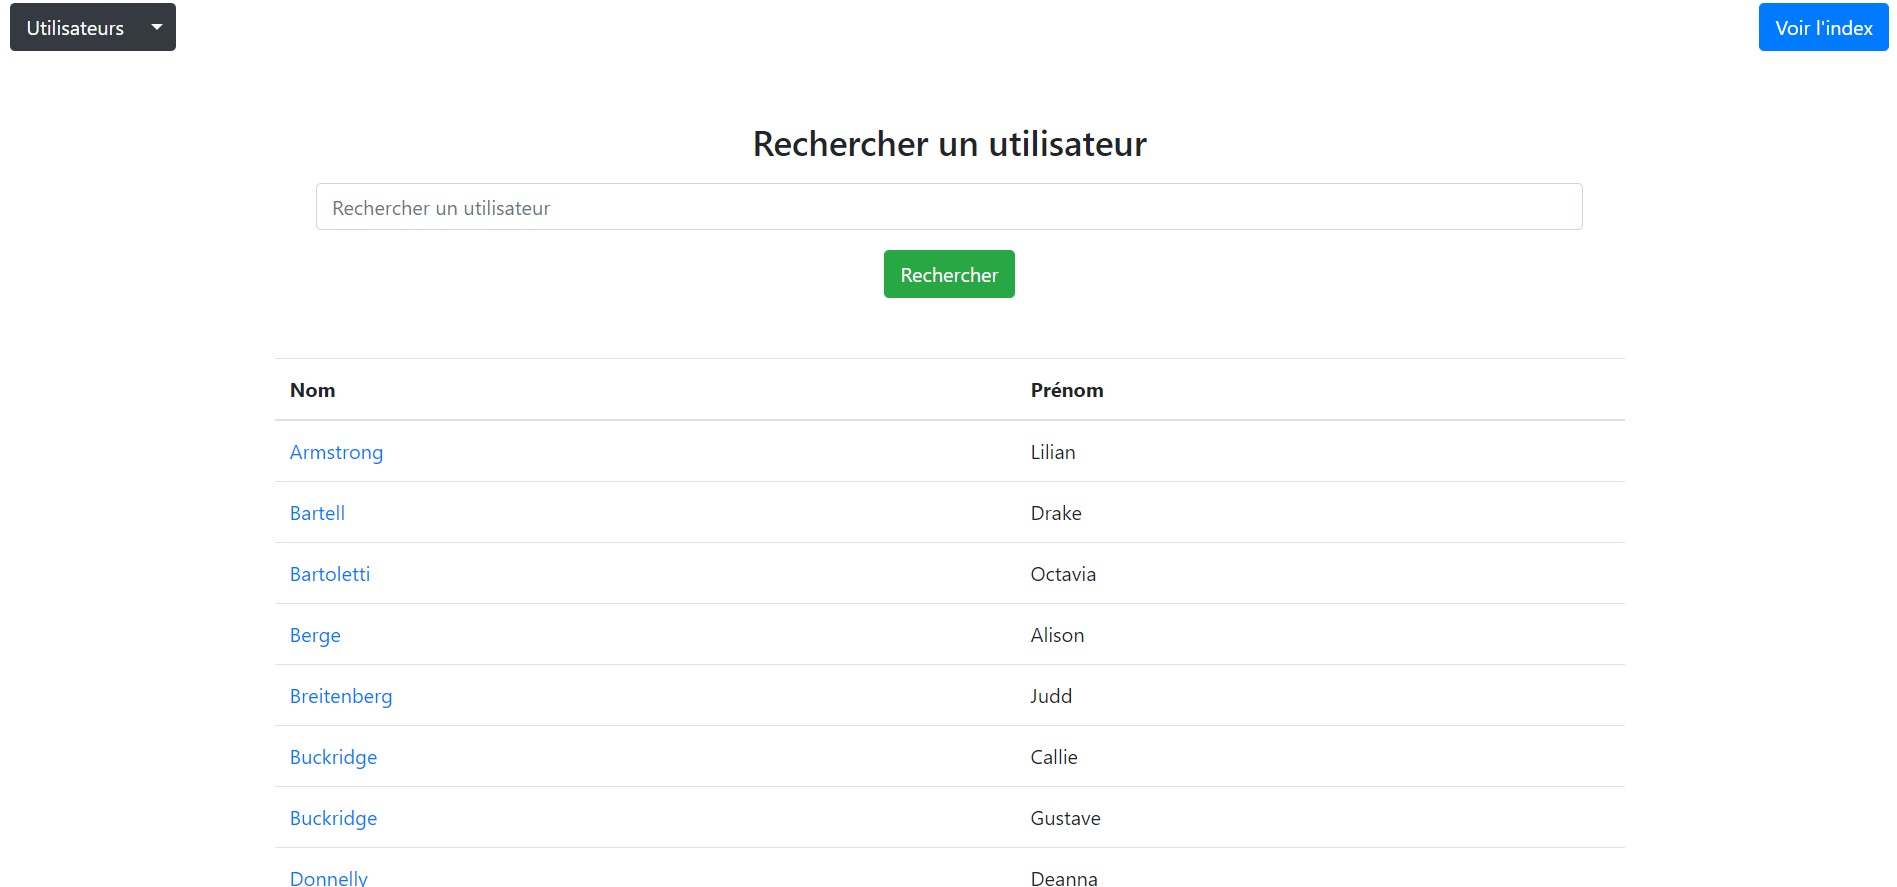 Utilisateurs Voir l'index
Rechercher un utilisateur
Rechercher un utilisateur
Rechercher
Nom Prénom
Armstrong Lilian
Bartell Drake
Bartoletti Octavia
Berge Alison
Breitenberg Judd
Buckridge Callie
Buckridge Gustave
Donnelly Deanna